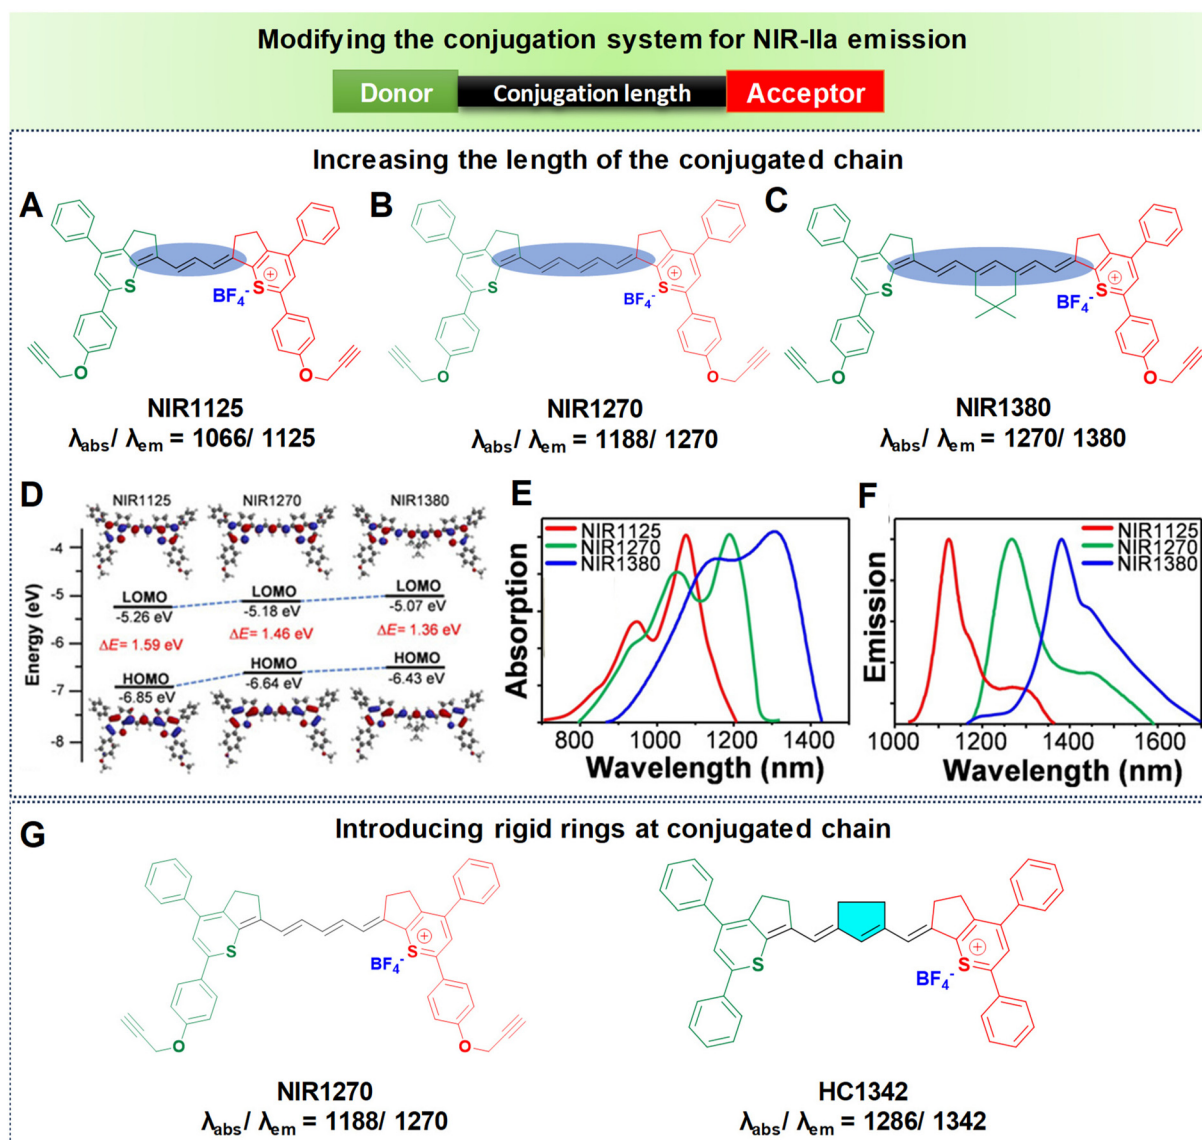 Modifying the conjugation system for NIR-IIa emission
Donor Conjugation length Acceptor
Increasing the length of the conjugated chain
A
S
BF4-
S
+
O
O
NIR1125
λabs/ λem = 1066/ 1125
B
S
BF4-
S
+
O
O
NIR1270
λabs/ λem = 1188/ 1270
C
S
BF4-
S
+
O
O
NIR1380
λabs/ λem = 1270/ 1380
D
NIR1125 NIR1270 NIR1380
Energy (eV)
-4
-5
-6
-7
-8
LOMO
-5.26 eV
LOMO
-5.18 eV
LOMO
-5.07 eV
ΔE= 1.59 eV
ΔE= 1.46 eV
ΔE= 1.36 eV
HOMO
-6.85 eV
HOMO
-6.64 eV
HOMO
-6.43 eV
E
Absorption
NIR1125
NIR1270
NIR1380
800 1000 1200 1400
Wavelength (nm)
F
Emission
NIR1125
NIR1270
NIR1380
1000 1200 1400 1600
Wavelength (nm)
G
Introducing rigid rings at conjugated chain
S
BF4-
S
+
O
O
NIR1270
λabs/ λem = 1188/ 1270
S
BF4-
S
+
HC1342
λabs/ λem = 1286/ 1342